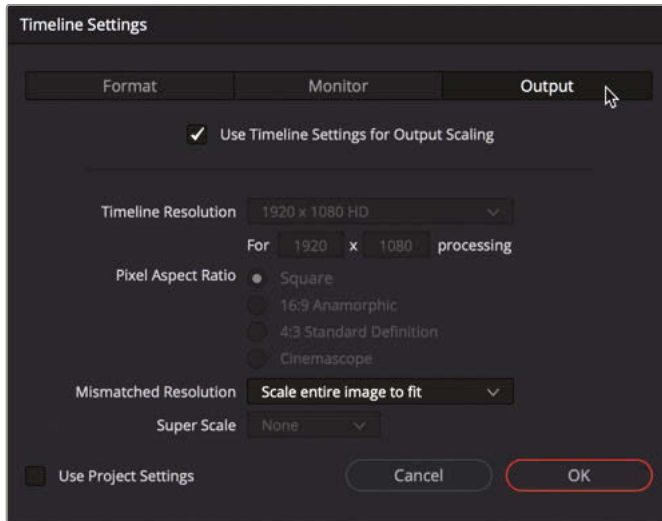 Timeline Settings
Format Monitor Output
Use Timeline Settings for Output Scaling
Timeline Resolution 1920 x 1080 HD
For 1920 x 1080 processing
Pixel Aspect Ratio Square
16:9 Anamorphic
4:3 Standard Definition
Cinemascope
Mismatched Resolution Scale entire image to fit
Super Scale None
Use Project Settings Cancel OK